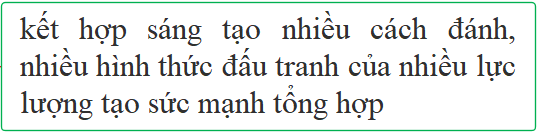 kết hợp sáng tạo nhiều cách đánh,
nhiều hình thức đấu tranh của nhiều lực
lượng tạo sức mạnh tổng hợp